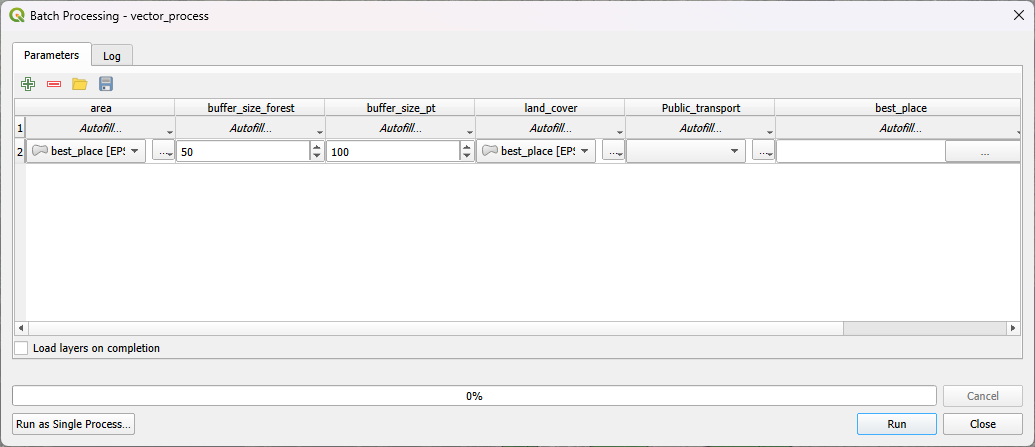 Batch Processing - vector_process
Parameters Log
area buffer_size_forest buffer_size_pt land_cover Public_transport best_place
1 Autofill... Autofill... Autofill... Autofill... Autofill... Autofill...
2 best_place [EPS ... 50 100 best_place [EPS ... ... ...
Load layers on completion
0% Cancel
Run as Single Process... Run Close